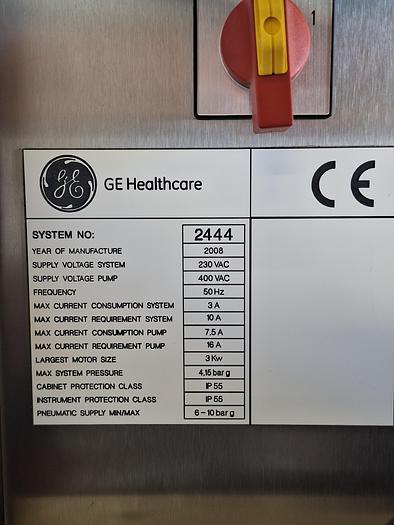 1
GE
GE Healthcare
CE
SYSTEM NO: 2444
YEAR OF MANUFACTURE 2008
SUPPLY VOLTAGE SYSTEM 230 VAC
SUPPLY VOLTAGE PUMP 400 VAC
FREQUENCY 50 Hz
MAX CURRENT CONSUMPTION SYSTEM 3 A
MAX CURRENT REQUIREMENT SYSTEM 10 A
MAX CURRENT CONSUMPTION PUMP 7,5 A
MAX CURRENT REQUIREMENT PUMP 16 A
LARGEST MOTOR SIZE 3 Kw
MAX SYSTEM PRESSURE 4,15 bar g
CABINET PROTECTION CLASS IP 55
INSTRUMENT PROTECTION CLASS IP 55
PNEUMATIC SUPPLY MIN/MAX 6-10 bar g